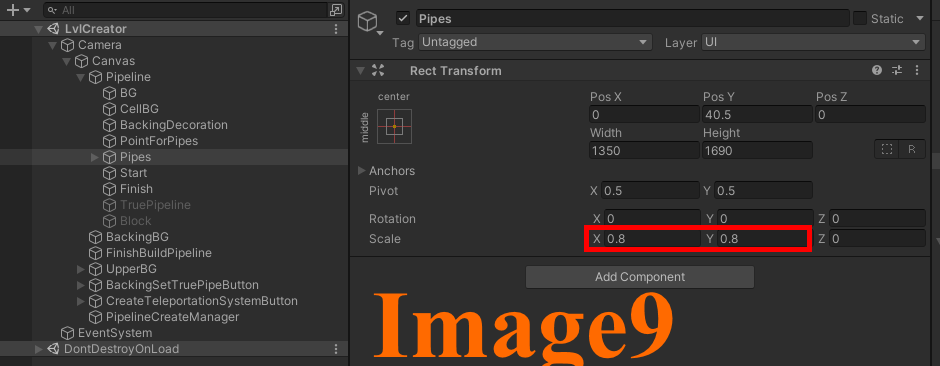 All
LvlCreator
Camera
Canvas
Pipeline
BG
CellBG
BackingDecoration
PointForPipes
Pipes
Start
Finish
TruePipeline
Block
BackingBG
FinishBuildPipeline
UpperBG
BackingSetTruePipeButton
CreateTeleportationSystemButton
PipelineCreateManager
EventSystem
DontDestroyOnLoad
Pipes Static
Tag Untagged Layer UI
Rect Transform
center Pos X Pos Y Pos Z
middle 0 40.5 0
Width Height
1350 1690 R
Anchors
Pivot X 0.5 Y 0.5
Rotation X 0 Y 0 Z 0
Scale X 0.8 Y 0.8 Z 0
Add Component
Image9